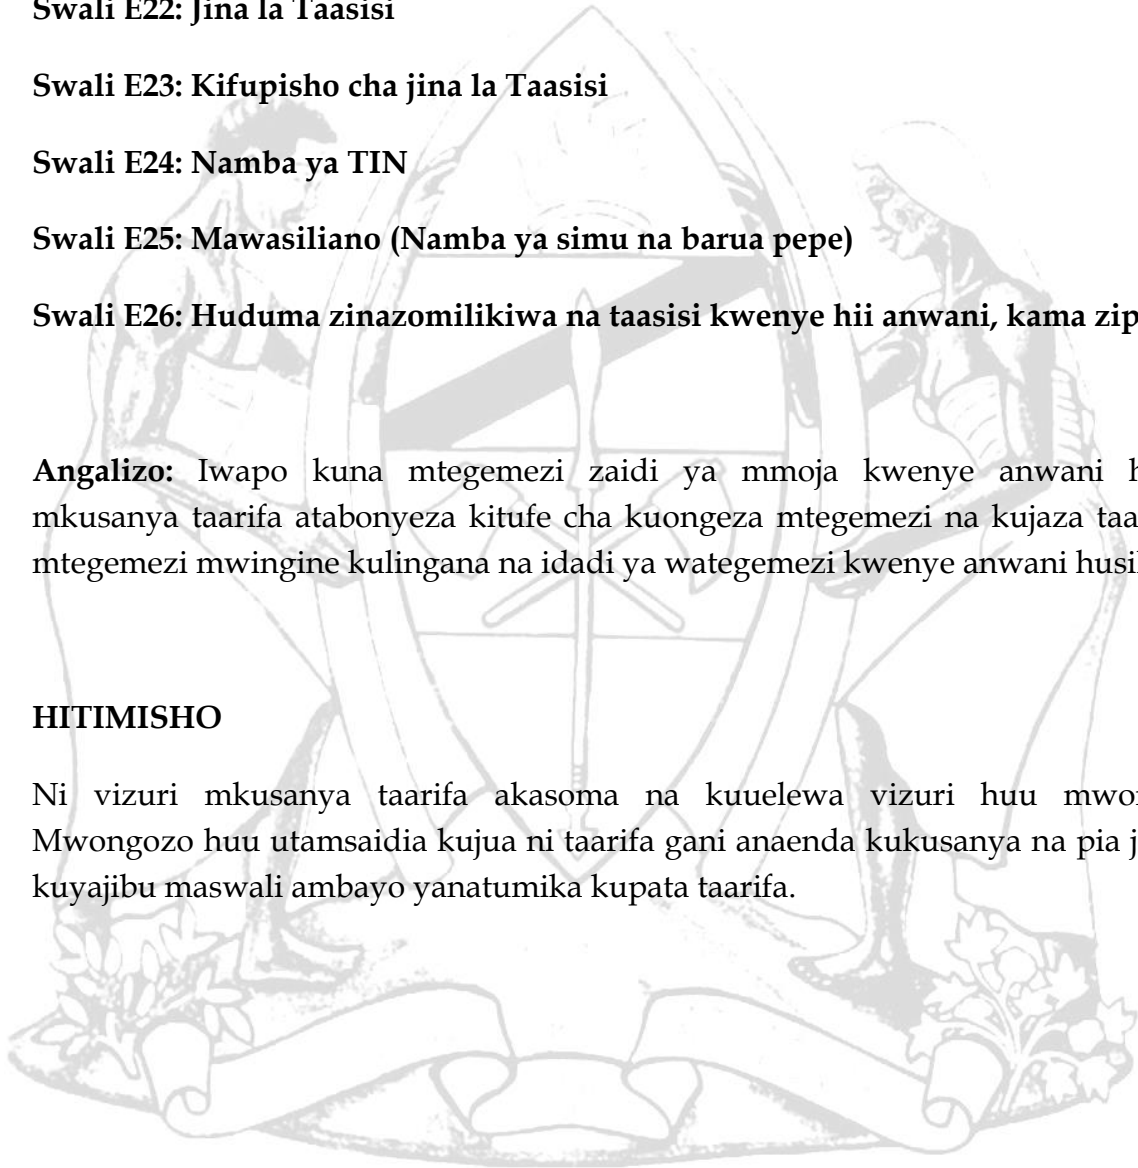 Swali E22: Jina la Taasisi
Swali E23: Kifupisho cha jina la Taasisi
Swali E24: Namba ya TIN
Swali E25: Mawasiliano (Namba ya simu na barua pepe)
Swali E26: Huduma zinazomilikiwa na taasisi kwenye hii anwani, kama
Angalizo: Iwapo kuna mtegemezi zaidi ya mmoja kwenye anwani
mkusanya taarifa atabonyeza kitufe cha kuongeza mtegemezi na kujaza
mtegemezi mwingine kulingana na idadi ya wategemezi kwenye anwani
HITIMISHO
Ni vizuri mkusanya taarifa akasoma na kuuelewa vizuri huu
Mwongozo huu utamsaidia kujua ni taarifa gani anaenda kukusanya na pia
kuyajibu maswali ambayo yanatumika kupata taarifa.